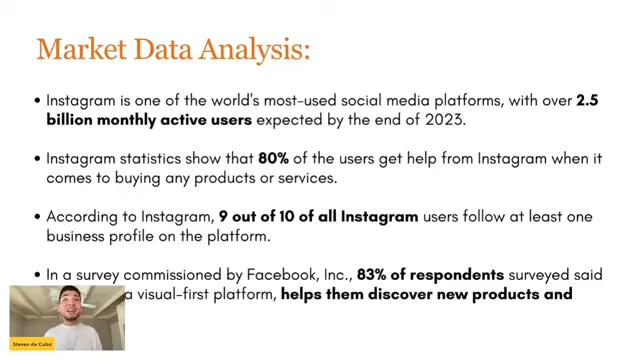 Market Data Analysis:
• Instagram is one of the world's most-used social media platforms, with over 2.5
billion monthly active users expected by the end of 2023.
• Instagram statistics show that 80% of the users get help from Instagram when it
comes to buying any products or services.
• According to Instagram, 9 out of 10 of all Instagram users follow at least one
business profile on the platform.
• In a survey commissioned by Facebook, Inc., 83% of respondents surveyed said
a visual-first platform, helps them discover new products and
Steven de Cuba